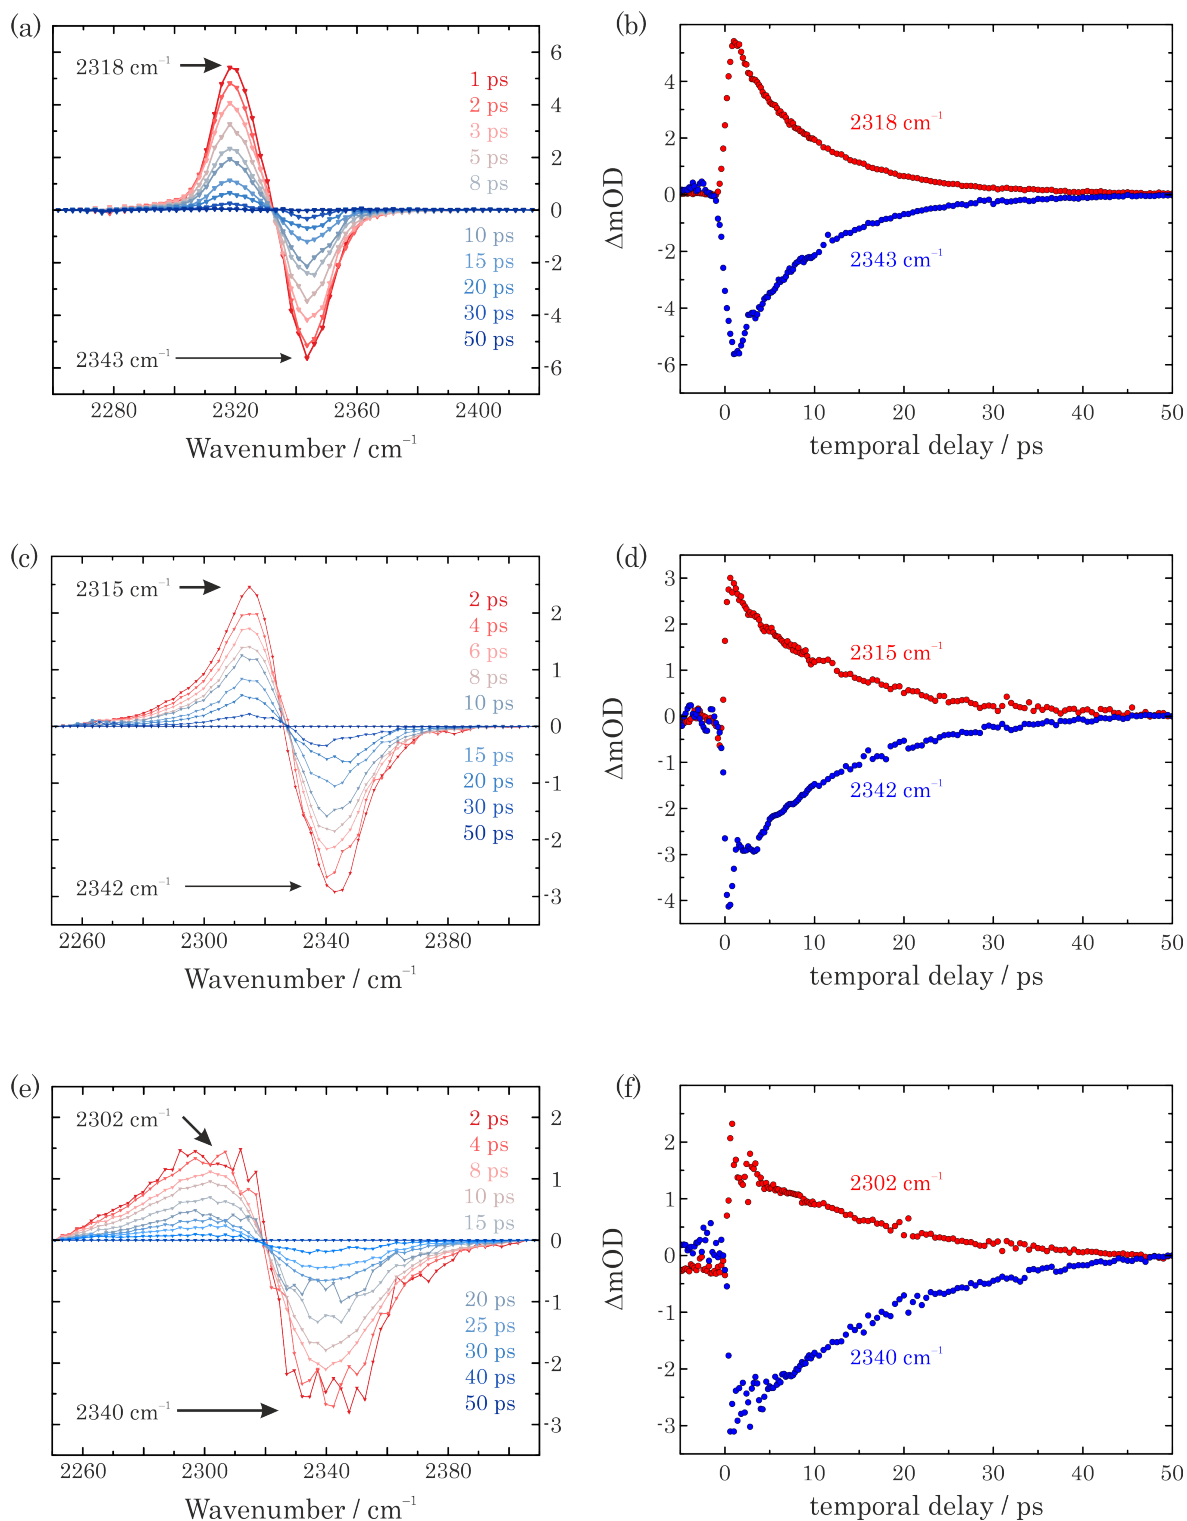 (a)
2318 cm⁻¹
1 ps
2 ps
3 ps
5 ps
8 ps
10 ps
15 ps
20 ps
30 ps
50 ps
2343 cm⁻¹
6
4
2
0
-2
-4
-6
2280 2320 2360 2400
Wavenumber / cm⁻¹
(b)
ΔmOD
4
2
0
-2
-4
-6
2318 cm⁻¹
2343 cm⁻¹
0 10 20 30 40 50
temporal delay / ps
(c)
2315 cm⁻¹
2 ps
4 ps
6 ps
8 ps
10 ps
15 ps
20 ps
30 ps
50 ps
2342 cm⁻¹
2
1
0
-1
-2
-3
2260 2300 2340 2380
Wavenumber / cm⁻¹
(d)
ΔmOD
3
2
1
0
-1
-2
-3
-4
2315 cm⁻¹
2342 cm⁻¹
0 10 20 30 40 50
temporal delay / ps
(e)
2302 cm⁻¹
2 ps
4 ps
8 ps
10 ps
15 ps
20 ps
25 ps
30 ps
40 ps
50 ps
2340 cm⁻¹
2
1
0
-1
-2
-3
2260 2300 2340 2380
Wavenumber / cm⁻¹
(f)
ΔmOD
2
1
0
-1
-2
-3
2302 cm⁻¹
2340 cm⁻¹
0 10 20 30 40 50
temporal delay / ps